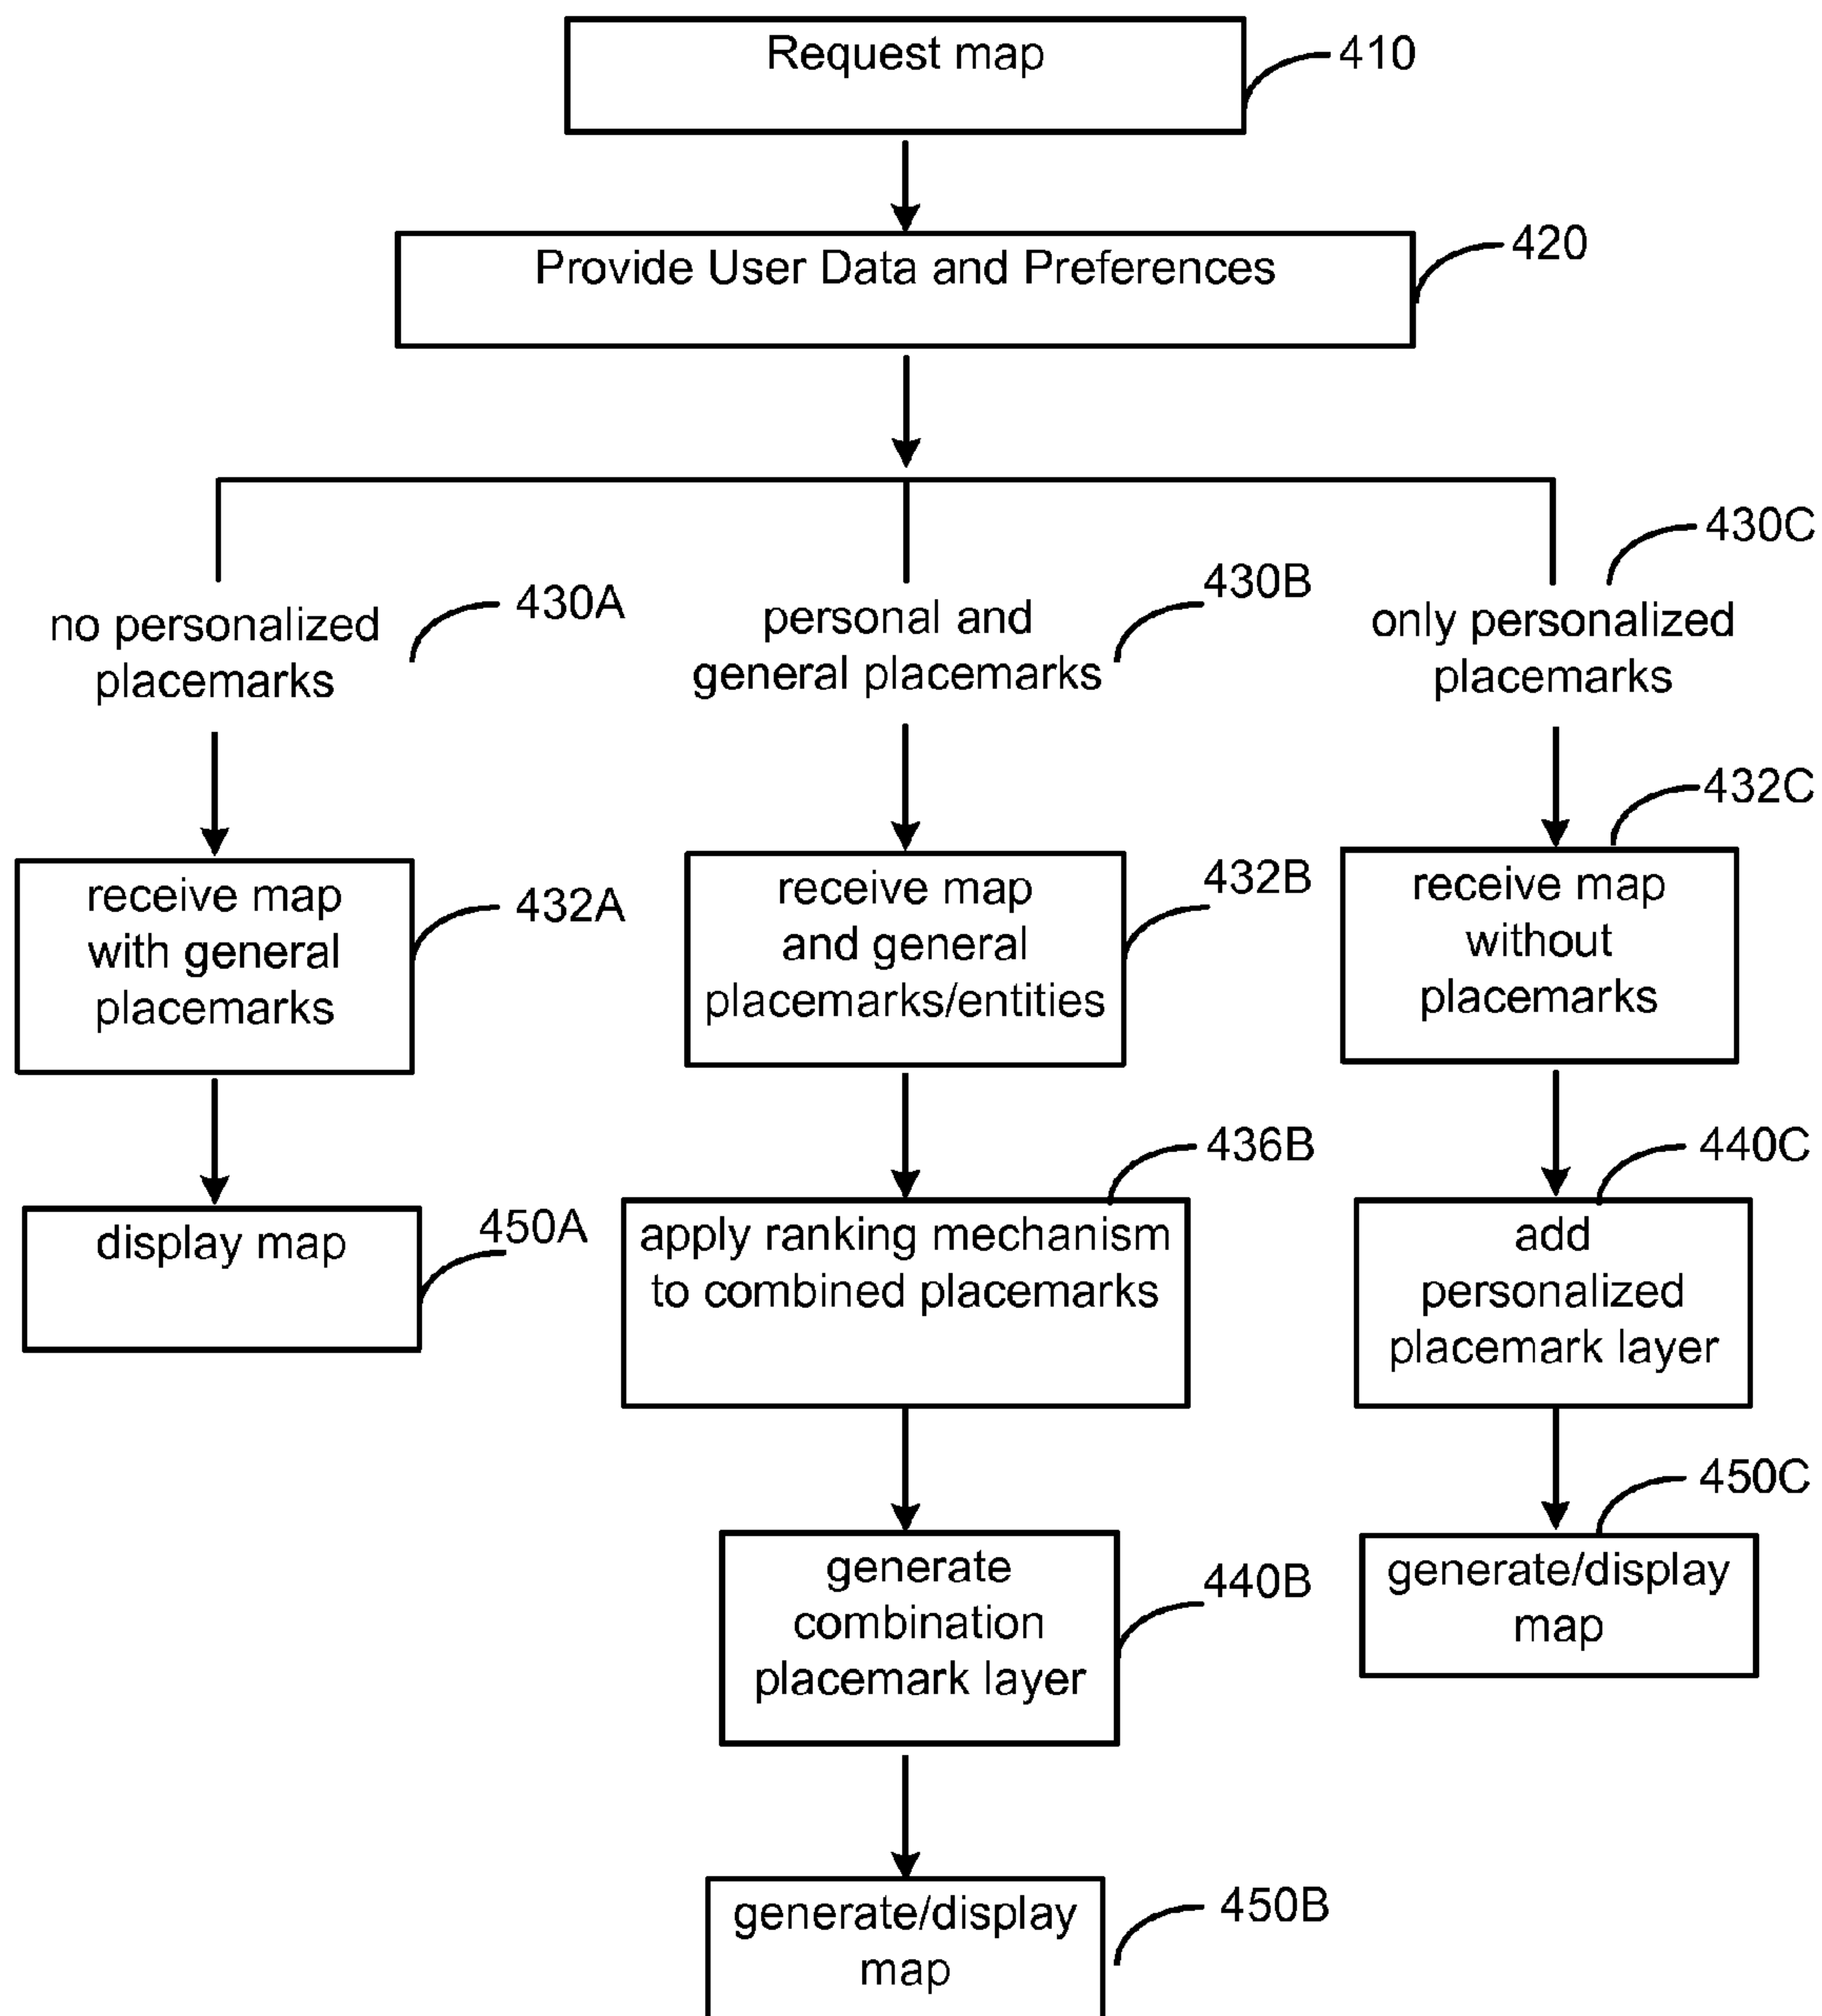 Request map
410
Provide User Data and Preferences
420
no personalized
placemarks
430A
personal and
general placemarks
430B
only personalized
placemarks
430C
receive map
with general
placemarks
432A
receive map
and general
placemarks/entities
432B
receive map
without
placemarks
432C
display map
450A
apply ranking mechanism
to combined placemarks
436B
add
personalized
placemark layer
440C
generate
combination
placemark layer
440B
generate/display
map
450C
generate/display
map
450B